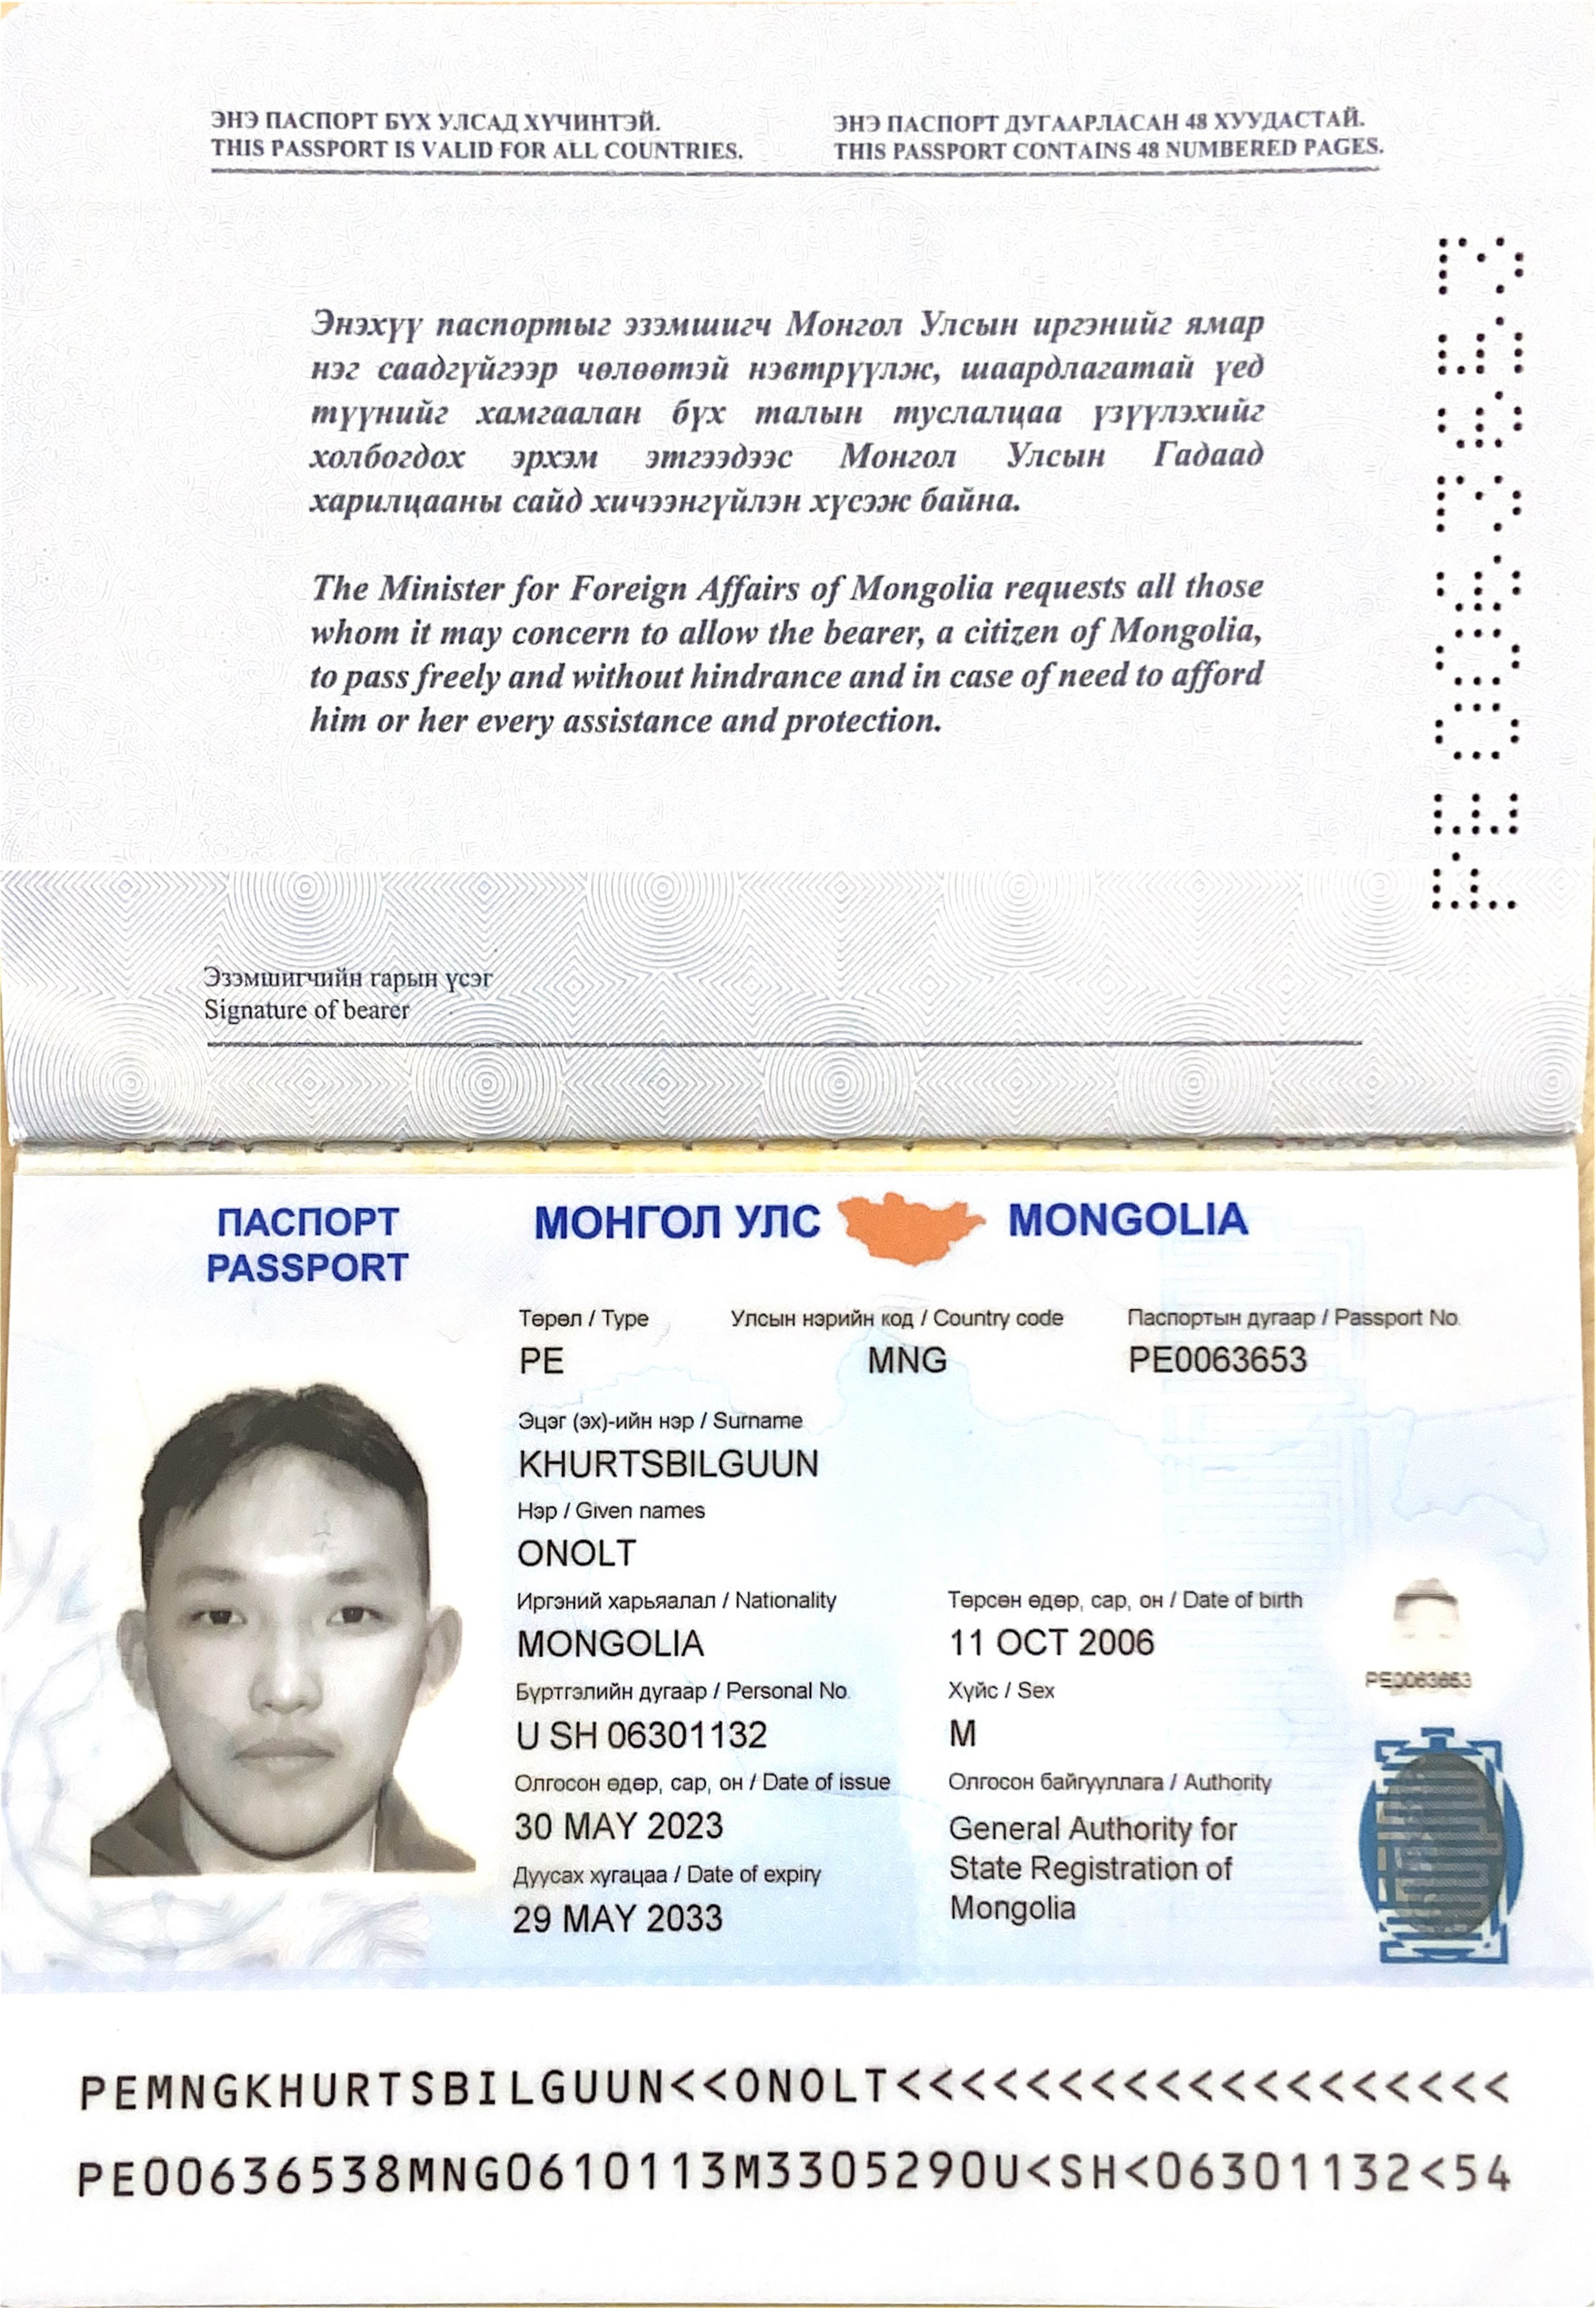 ЭНЭ ПАСПОРТ БҮХ УЛСАД ХҮЧИНТЭЙ.
THIS PASSPORT IS VALID FOR ALL COUNTRIES.
ЭНЭ ПАСПОРТ ДУГААРЛАСАН 48 ХУУДАСТАЙ.
THIS PASSPORT CONTAINS 48 NUMBERED PAGES.
Энэхүү паспортыг эзэмшигч Монгол Улсын иргэнийг ямар
нэг саадгүйгээр чөлөөтэй нэвтрүүлж, шаардлагатай үед
түүнийг хамгаалан бүх талын туслалцаа үзүүлэхийг
холбогдох эрхэм этгээдээс Монгол Улсын Гадаад
харилцааны сайд хичээнгүйлэн хүсэж байна.
The Minister for Foreign Affairs of Mongolia requests all those
whom it may concern to allow the bearer, a citizen of Mongolia,
to pass freely and without hindrance and in case of need to afford
him or her every assistance and protection.
PE0063653
Эзэмшигчийн гарын үсэг
Signature of bearer
ПАСПОРТ
PASSPORT
МОНГОЛ УЛС MONGOLIA
Төрөл / Type Улсын нэрийн код / Country code Паспортын дугаар / Passport No.
PE MNG PE0063653
Эцэг (эх)-ийн нэр / Surname
KHURTSBILGUUN
Нэр / Given names
ONOLT
Иргэний харьяалал / Nationality Төрсөн өдөр, сар, он / Date of birth
MONGOLIA 11 OCT 2006
Бүртгэлийн дугаар / Personal No. Хүйс / Sex
U SH 06301132 M
Олгосон өдөр, сар, он / Date of issue Олгосон байгууллага / Authority
30 MAY 2023 General Authority for
State Registration of
Mongolia
Дуусах хугацаа / Date of expiry
29 MAY 2033
PE0063653
PEMNGKHURTSBILGUUN<<ONOLT<<<<<<<<<<<<<<<<<<<
PE00636538MNG0610113M3305290U<SH<06301132<54